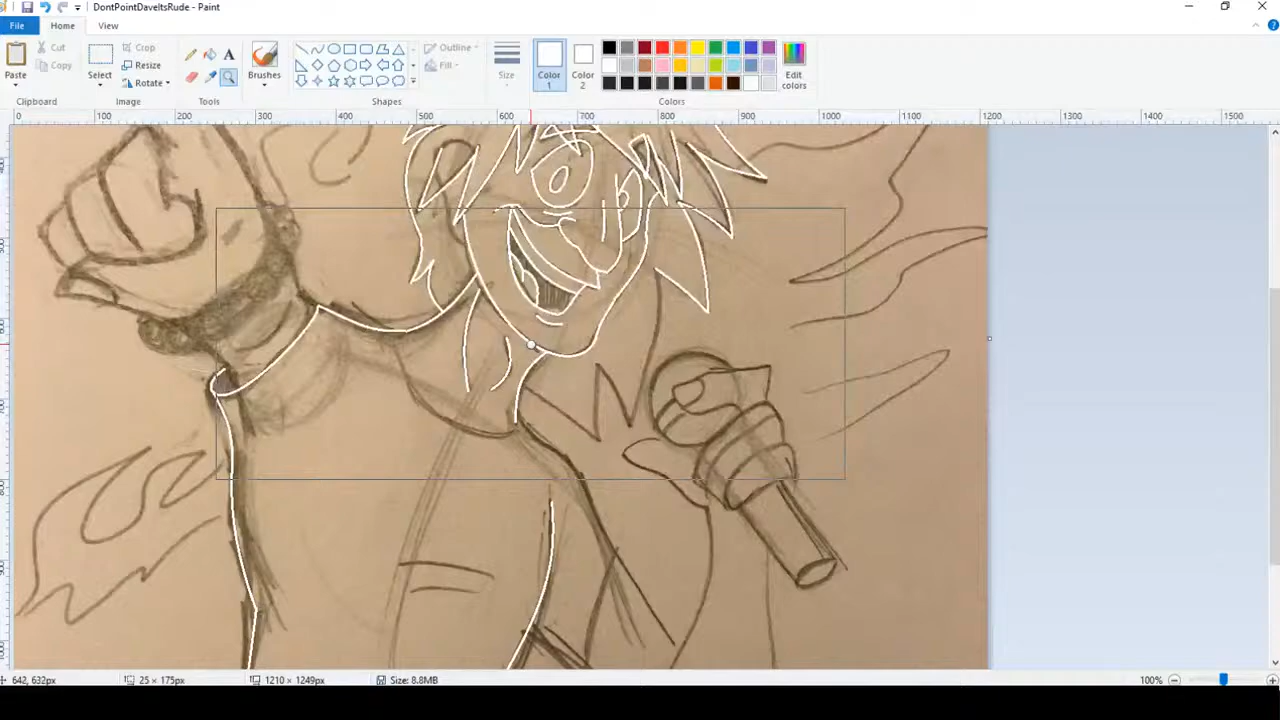 DontPointDaveItsRude - Paint
File Home View
Paste Cut Copy Select Crop Resize Rotate A Brushes Outline Fill Size Color 1 Color 2 Edit colors
Clipboard Image Tools Shapes Colors
0 100 200 300 400 500 600 700 800 900 1000 1100 1200 1300 1400 1500
642, 632px 25 × 175px 1210 × 1249px Size: 8.8MB 100%